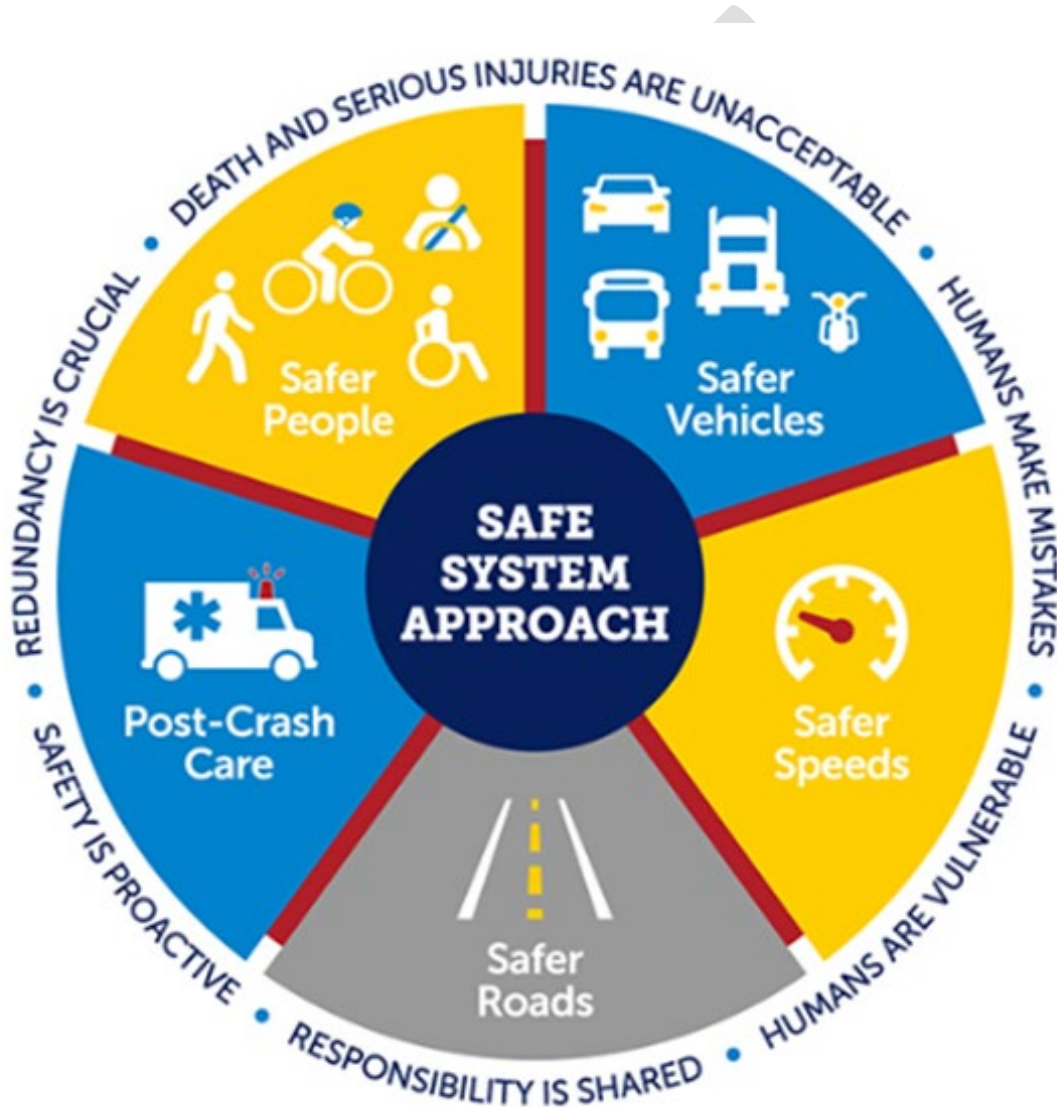 DEATH AND SERIOUS INJURIES ARE UNACCEPTABLE
HUMANS MAKE MISTAKES
HUMANS ARE VULNERABLE
RESPONSIBILITY IS SHARED
SAFETY IS PROACTIVE
REDUNDANCY IS CRUCIAL
Safer
People
Safer
Vehicles
SAFE
SYSTEM
APPROACH
Safer
Speeds
Post-Crash
Care
Safer
Roads